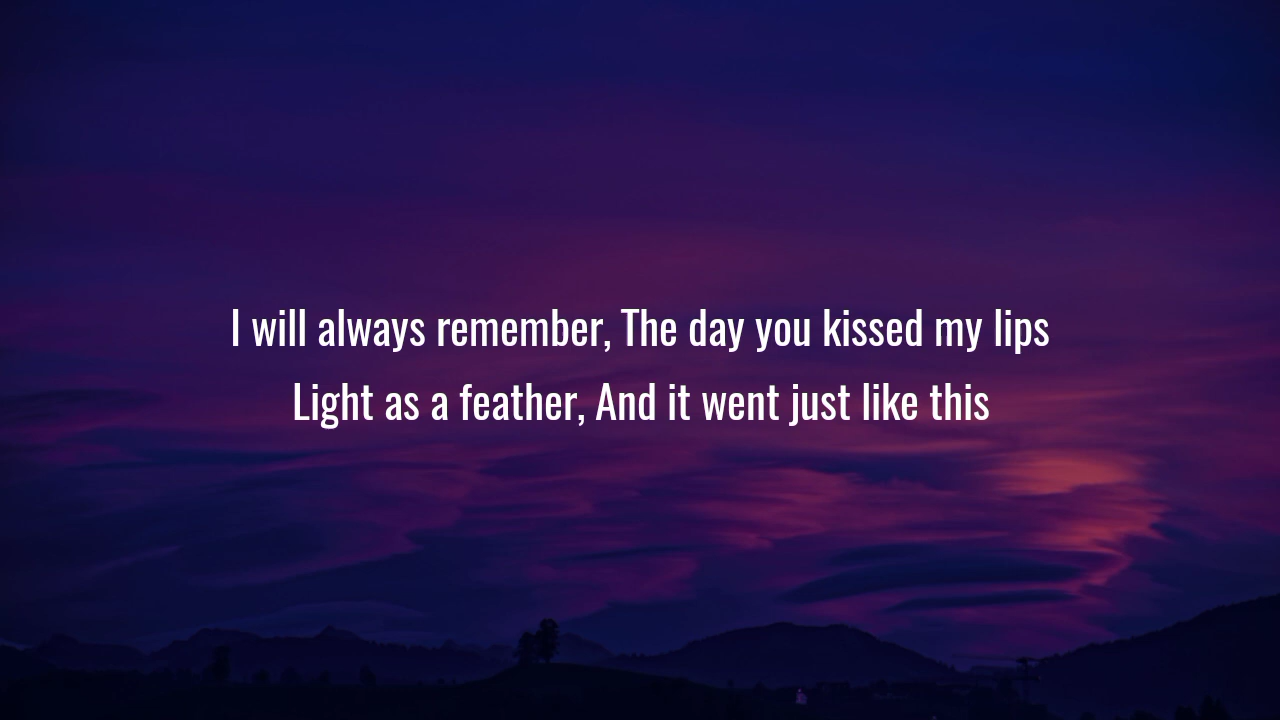 I will always remember, The day you kissed my lips
Light as a feather, And it went just like this